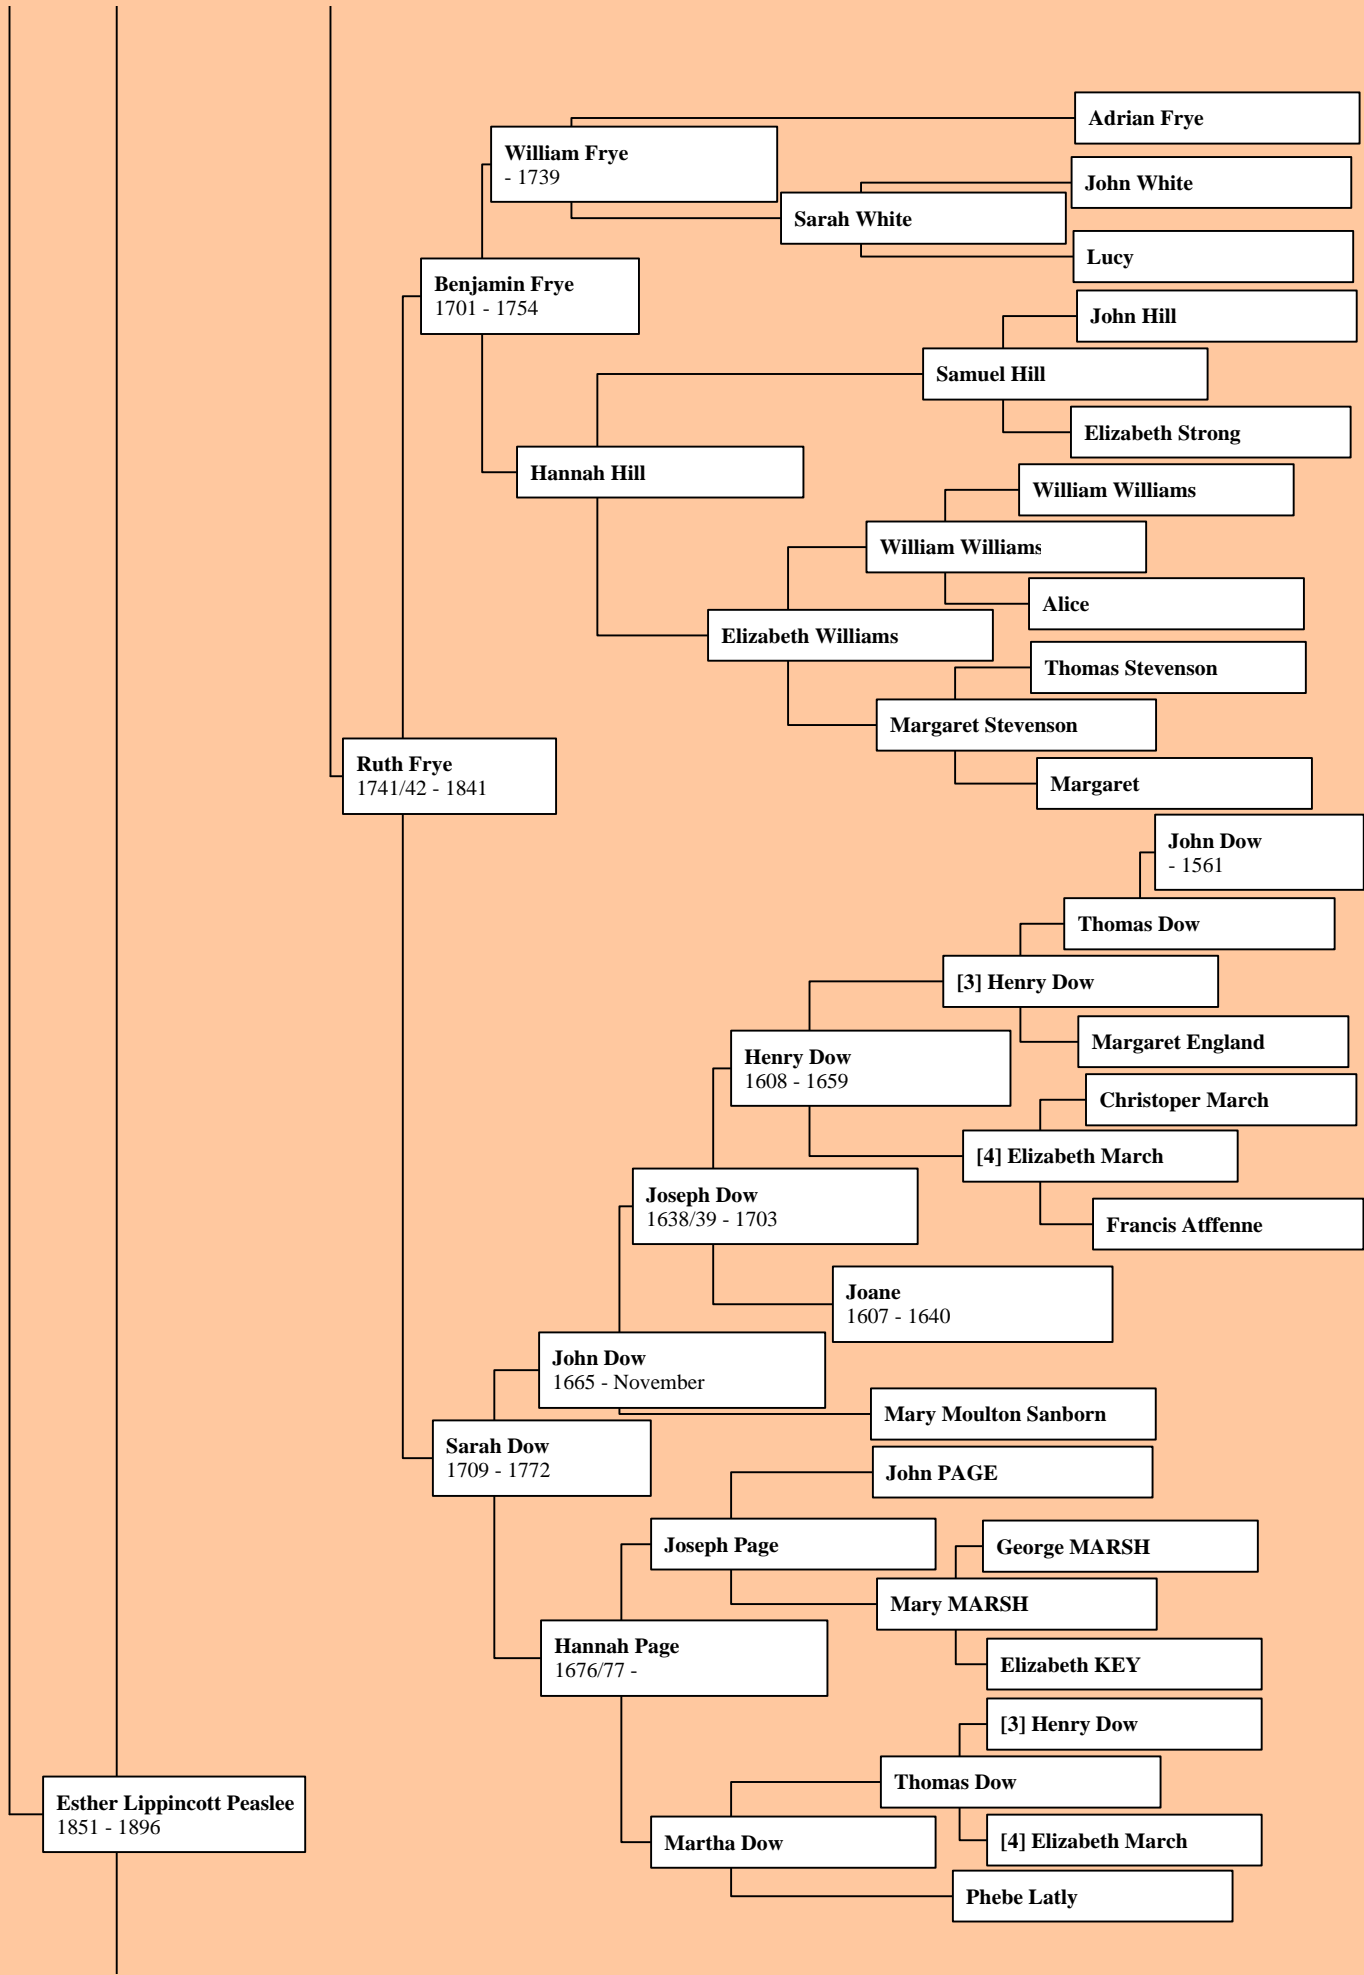 Adrian Frye
William Frye
- 1739
John White
Sarah White
Lucy
Benjamin Frye
1701 - 1754
John Hill
Samuel Hill
Elizabeth Strong
Hannah Hill
William Williams
William Williams
Alice
Elizabeth Williams
Thomas Stevenson
Margaret Stevenson
Ruth Frye
1741/42 - 1841
Margaret
John Dow
- 1561
Thomas Dow
[3] Henry Dow
Margaret England
Henry Dow
1608 - 1659
Christoper March
[4] Elizabeth March
Joseph Dow
1638/39 - 1703
Francis Atffenne
Joane
1607 - 1640
John Dow
1665 - November
Mary Moulton Sanborn
Sarah Dow
1709 - 1772
John PAGE
Joseph Page
George MARSH
Mary MARSH
Hannah Page
1676/77 -
Elizabeth KEY
[3] Henry Dow
Thomas Dow
Esther Lippincott Peaslee
1851 - 1896
Martha Dow
[4] Elizabeth March
Phebe Latly